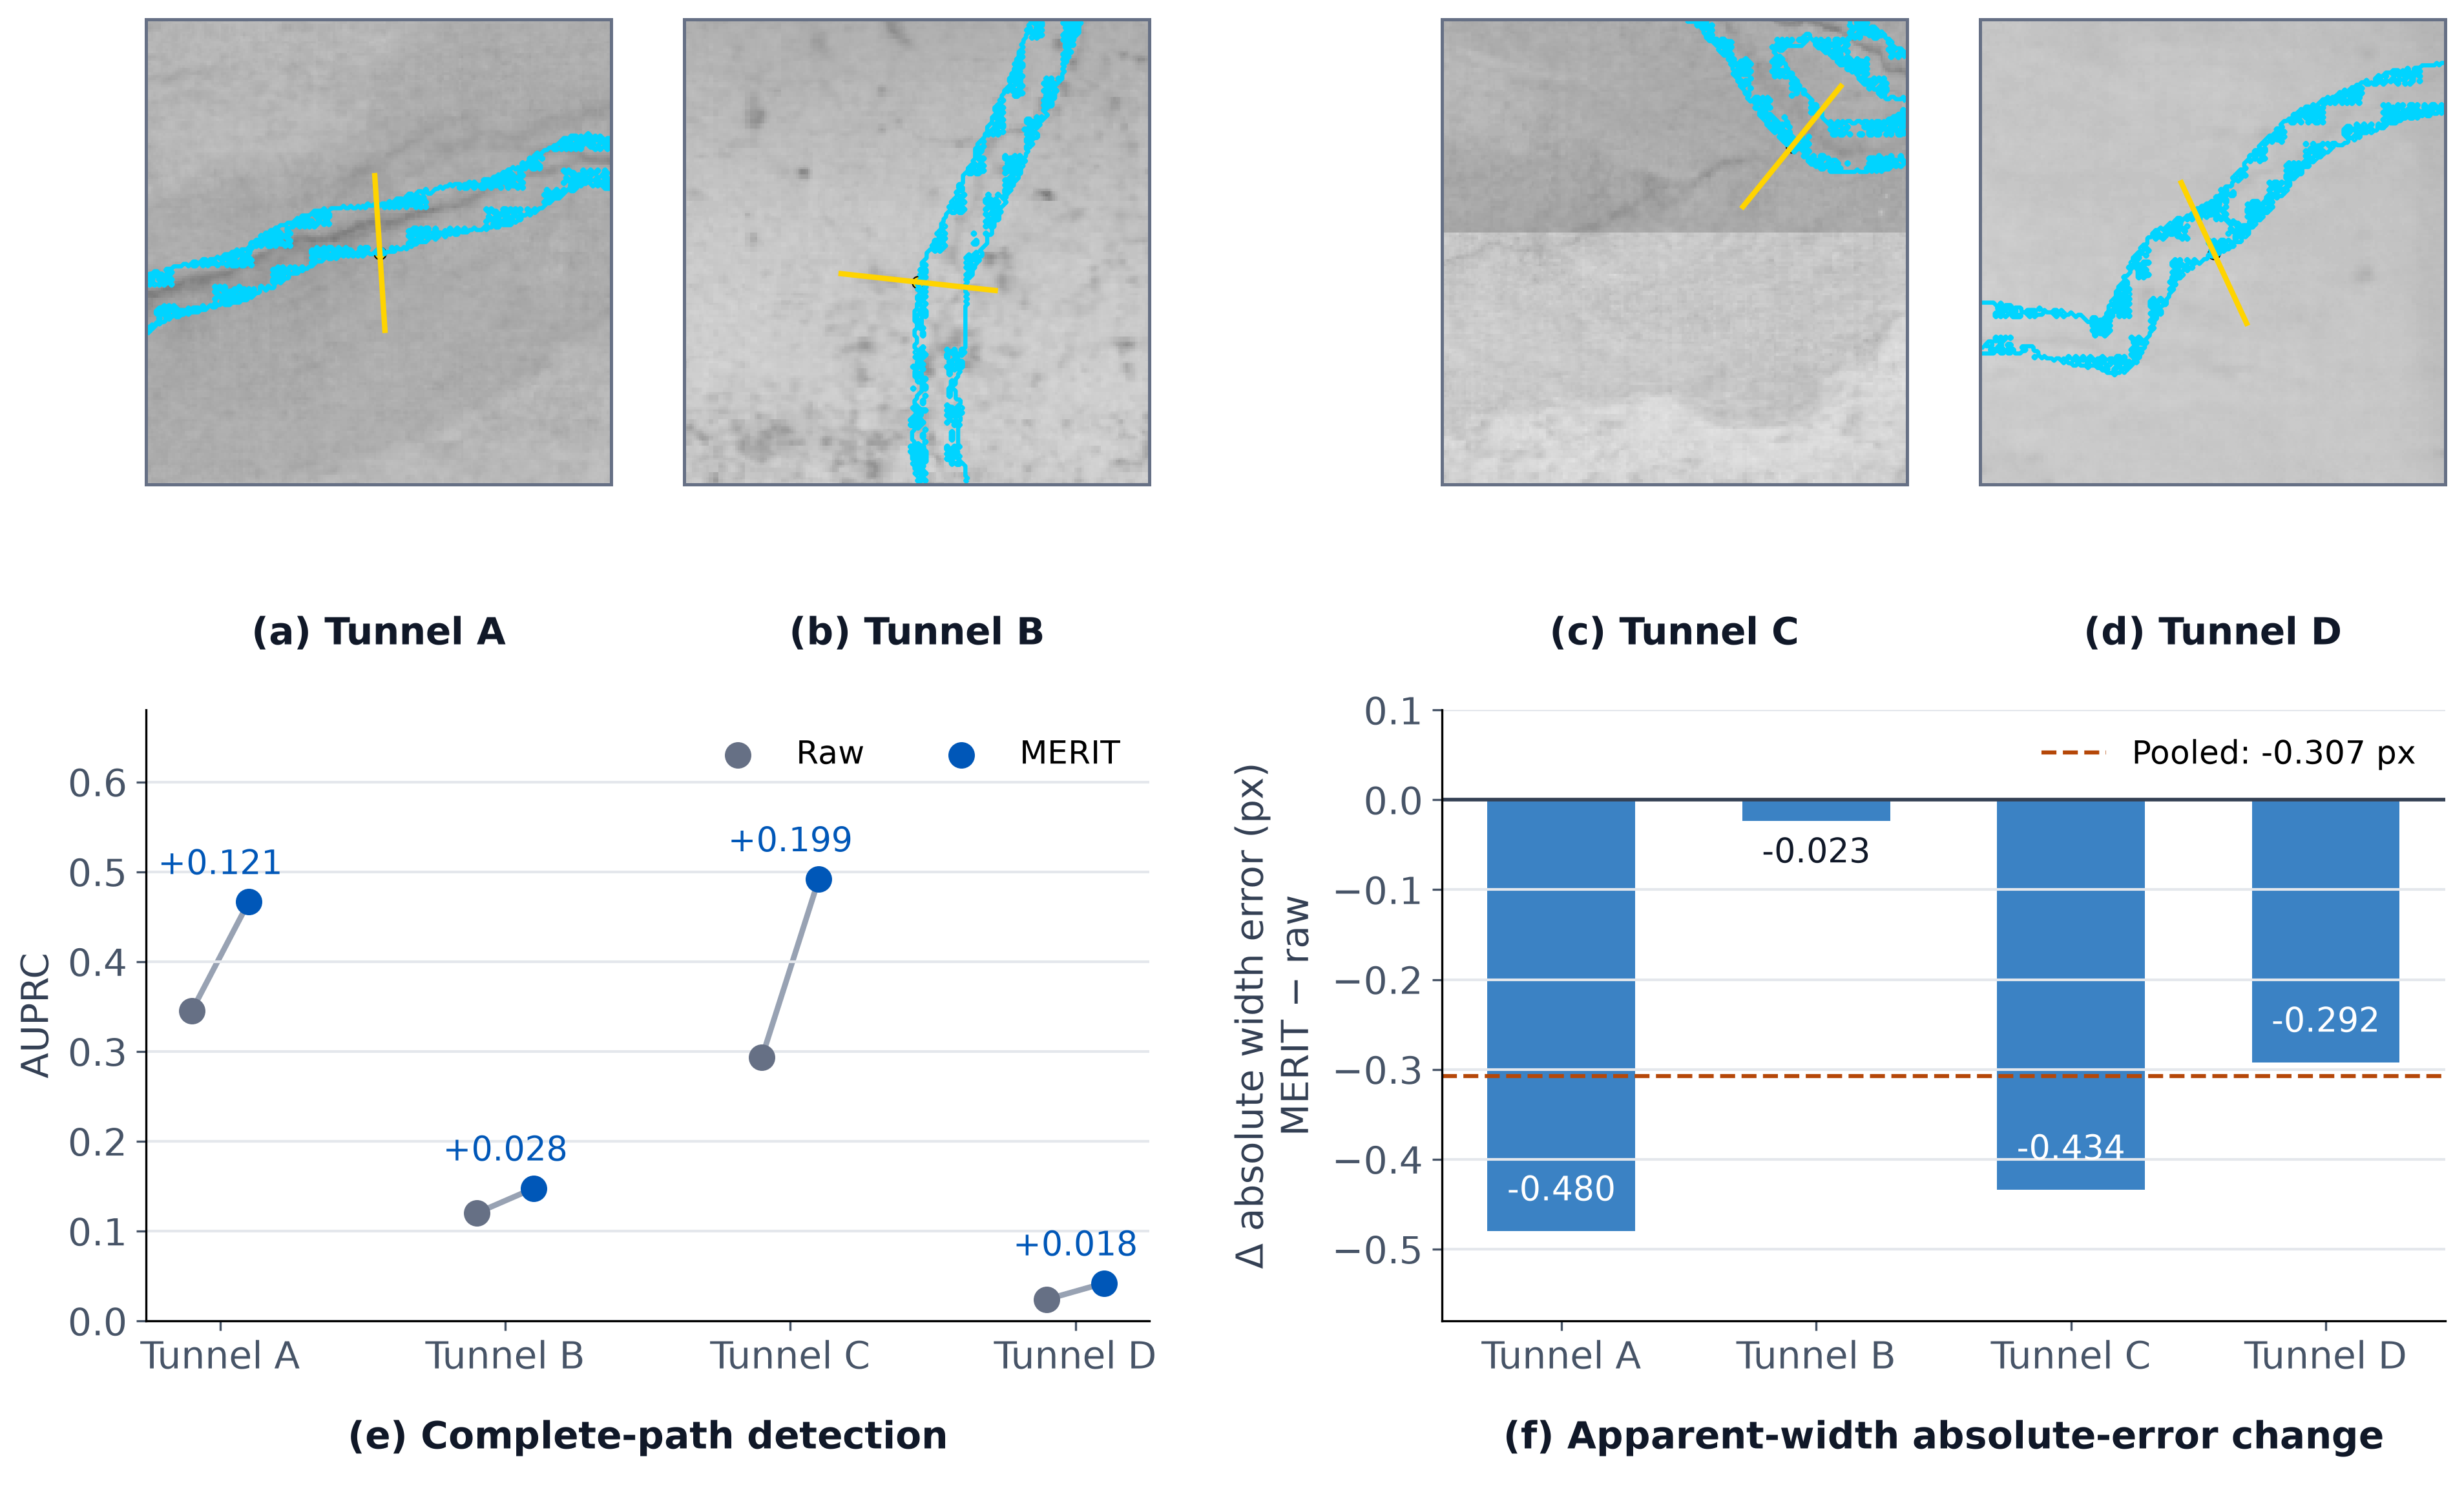 (a) Tunnel A
(b) Tunnel B
(c) Tunnel C
(d) Tunnel D
AUPRC
0.6
0.5
0.4
0.3
0.2
0.1
0.0
Raw
MERIT
+0.121
+0.028
+0.199
+0.018
Tunnel A
Tunnel B
Tunnel C
Tunnel D
(e) Complete-path detection
Δ absolute width error (px)
MERIT − raw
0.1
0.0
−0.1
−0.2
−0.3
−0.4
−0.5
Pooled: -0.307 px
-0.480
-0.023
-0.434
-0.292
Tunnel A
Tunnel B
Tunnel C
Tunnel D
(f) Apparent-width absolute-error change